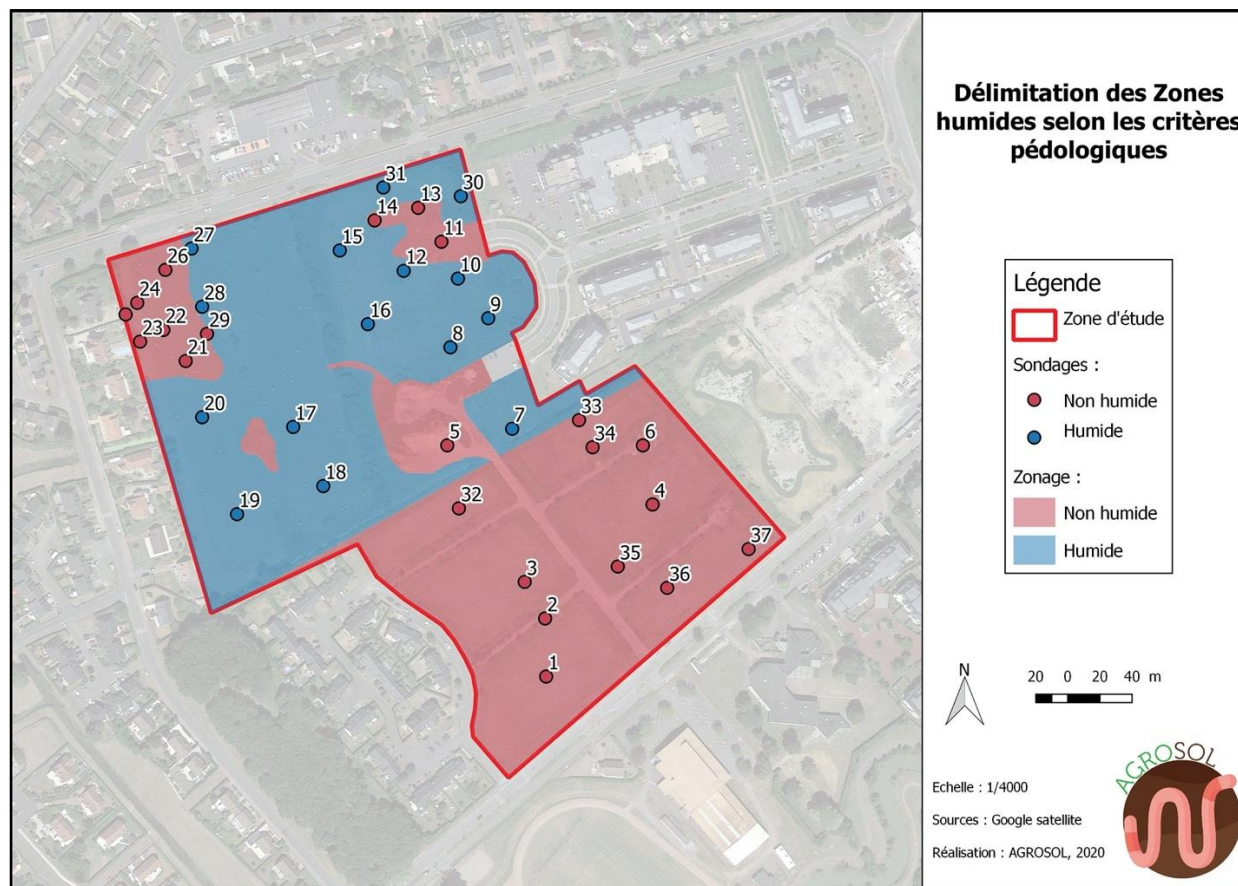 Délimitation des Zones
humides selon les critères
pédologiques
Légende
Zone d'étude
Sondages :
Non humide
Humide
Zonage :
Non humide
Humide
N
20 0 20 40 m
Echelle : 1/4000
Sources : Google satellite
Réalisation : AGROSOL, 2020
AGROSOL
31
30
13
14
11
27
15
26
12
10
24
28
9
16
22
29
23
8
21
20
17
7
33
5
34
6
18
19
32
4
37
35
3
36
2
1